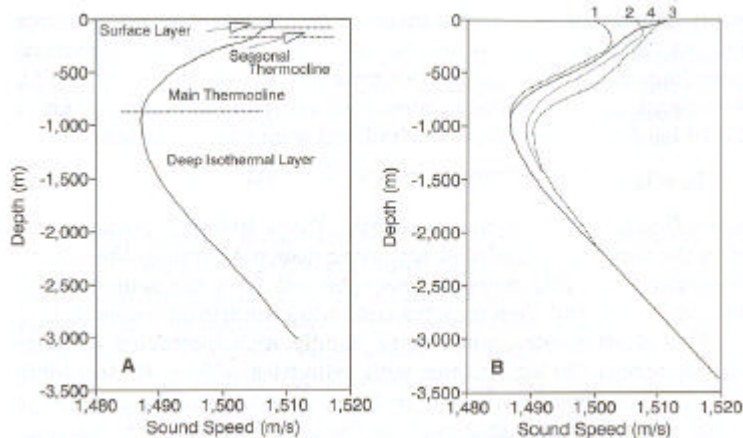 0
-500
-1,000
-1,500
-2,000
-2,500
-3,000
-3,500
Depth (m)
Surface Layer
Seasonal
Thermocline
Main Thermocline
Deep Isothermal Layer
A
1,480 1,490 1,500 1,510 1,520
Sound Speed (m/s)
1 2 4 3
0
-500
-1,000
-1,500
-2,000
-2,500
-3,000
-3,500
Depth (m)
B
1,480 1,490 1,500 1,510 1,520
Sound Speed (m/s)